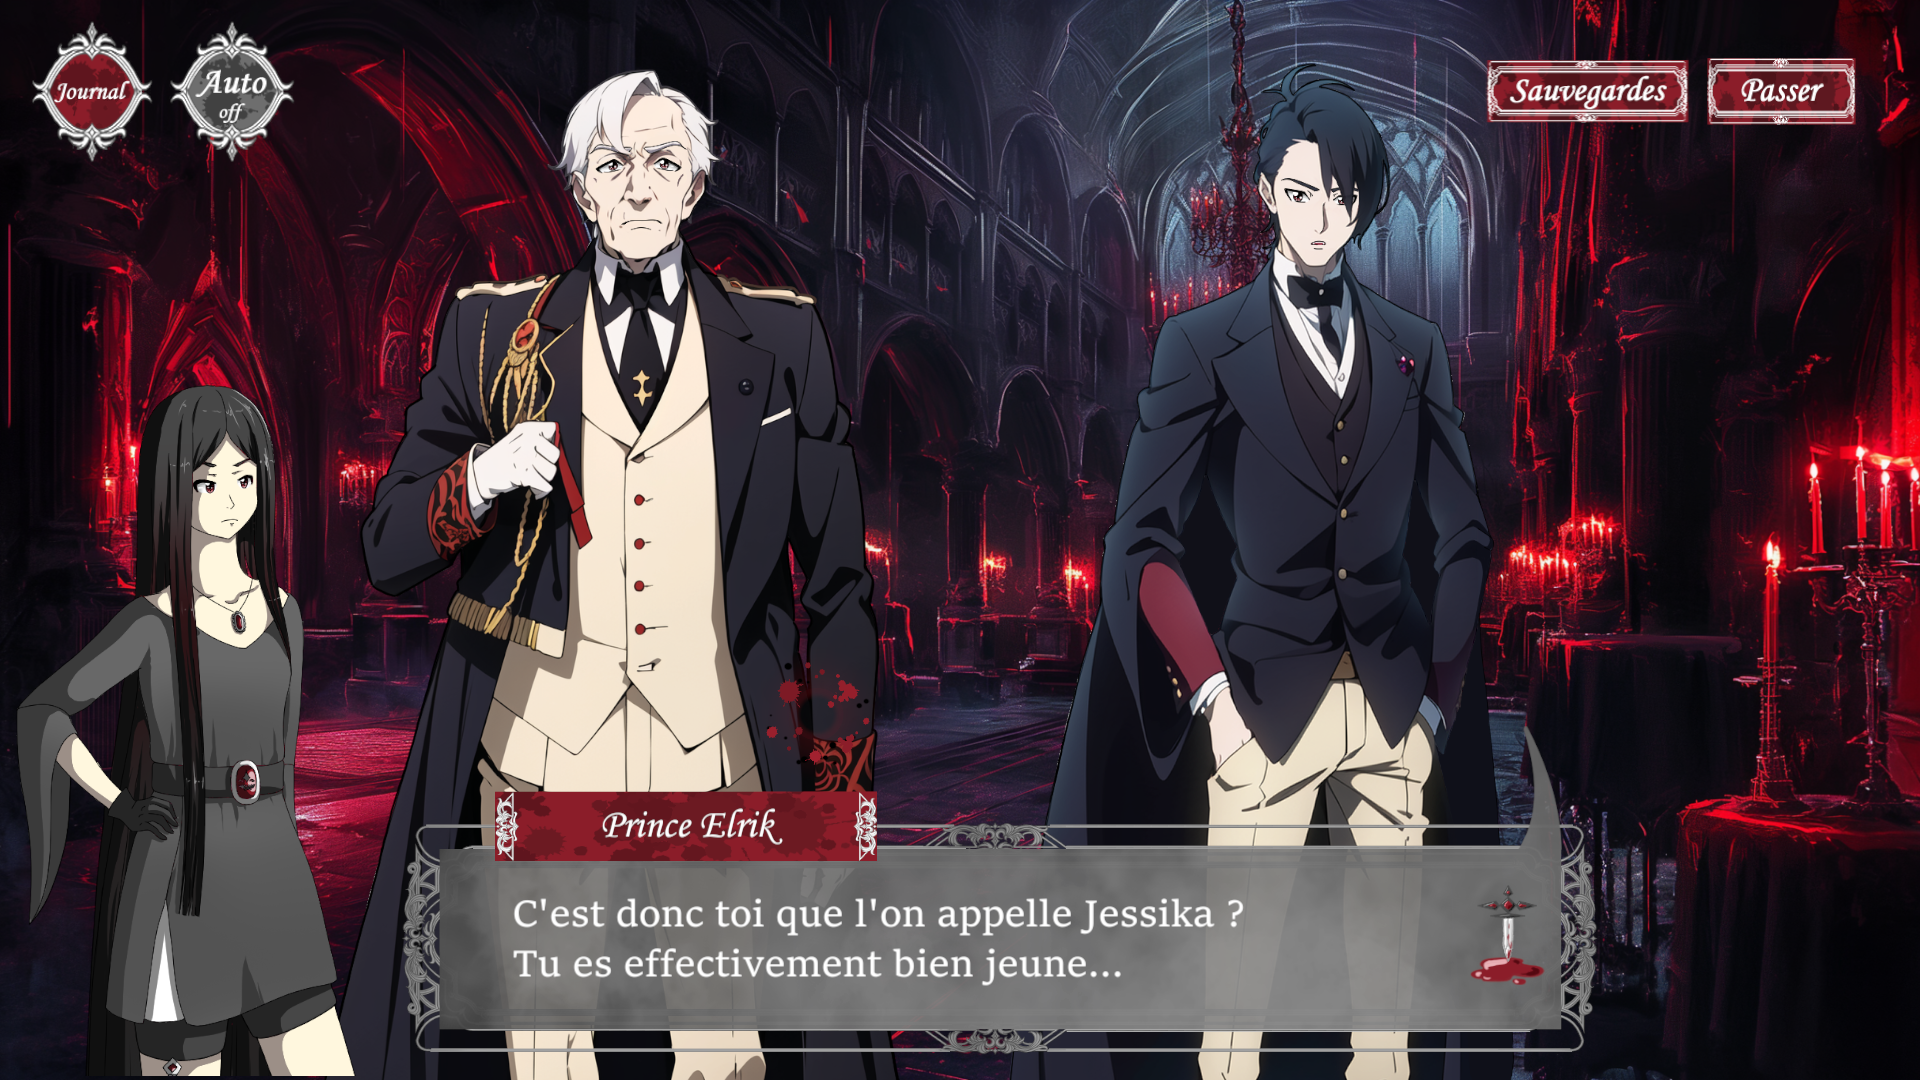 Journal
Auto
off
Sauvegardes
Passer
Prince Elrik
C'est donc toi que l'on appelle Jessika ?
Tu es effectivement bien jeune...